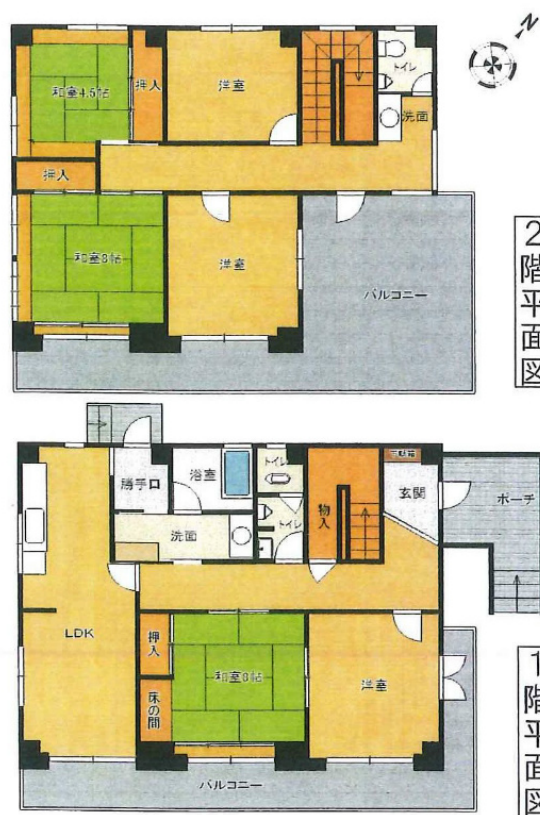 N
和室4.5帖
押入
洋室
トイレ
洗面
押入
和室8帖
洋室
バルコニー
2階平面図
勝手口
浴室
トイレ
トイレ
物入
下駄箱
玄関
ポーチ
洗面
LDK
押入
床の間
和室8帖
洋室
バルコニー
1階平面図